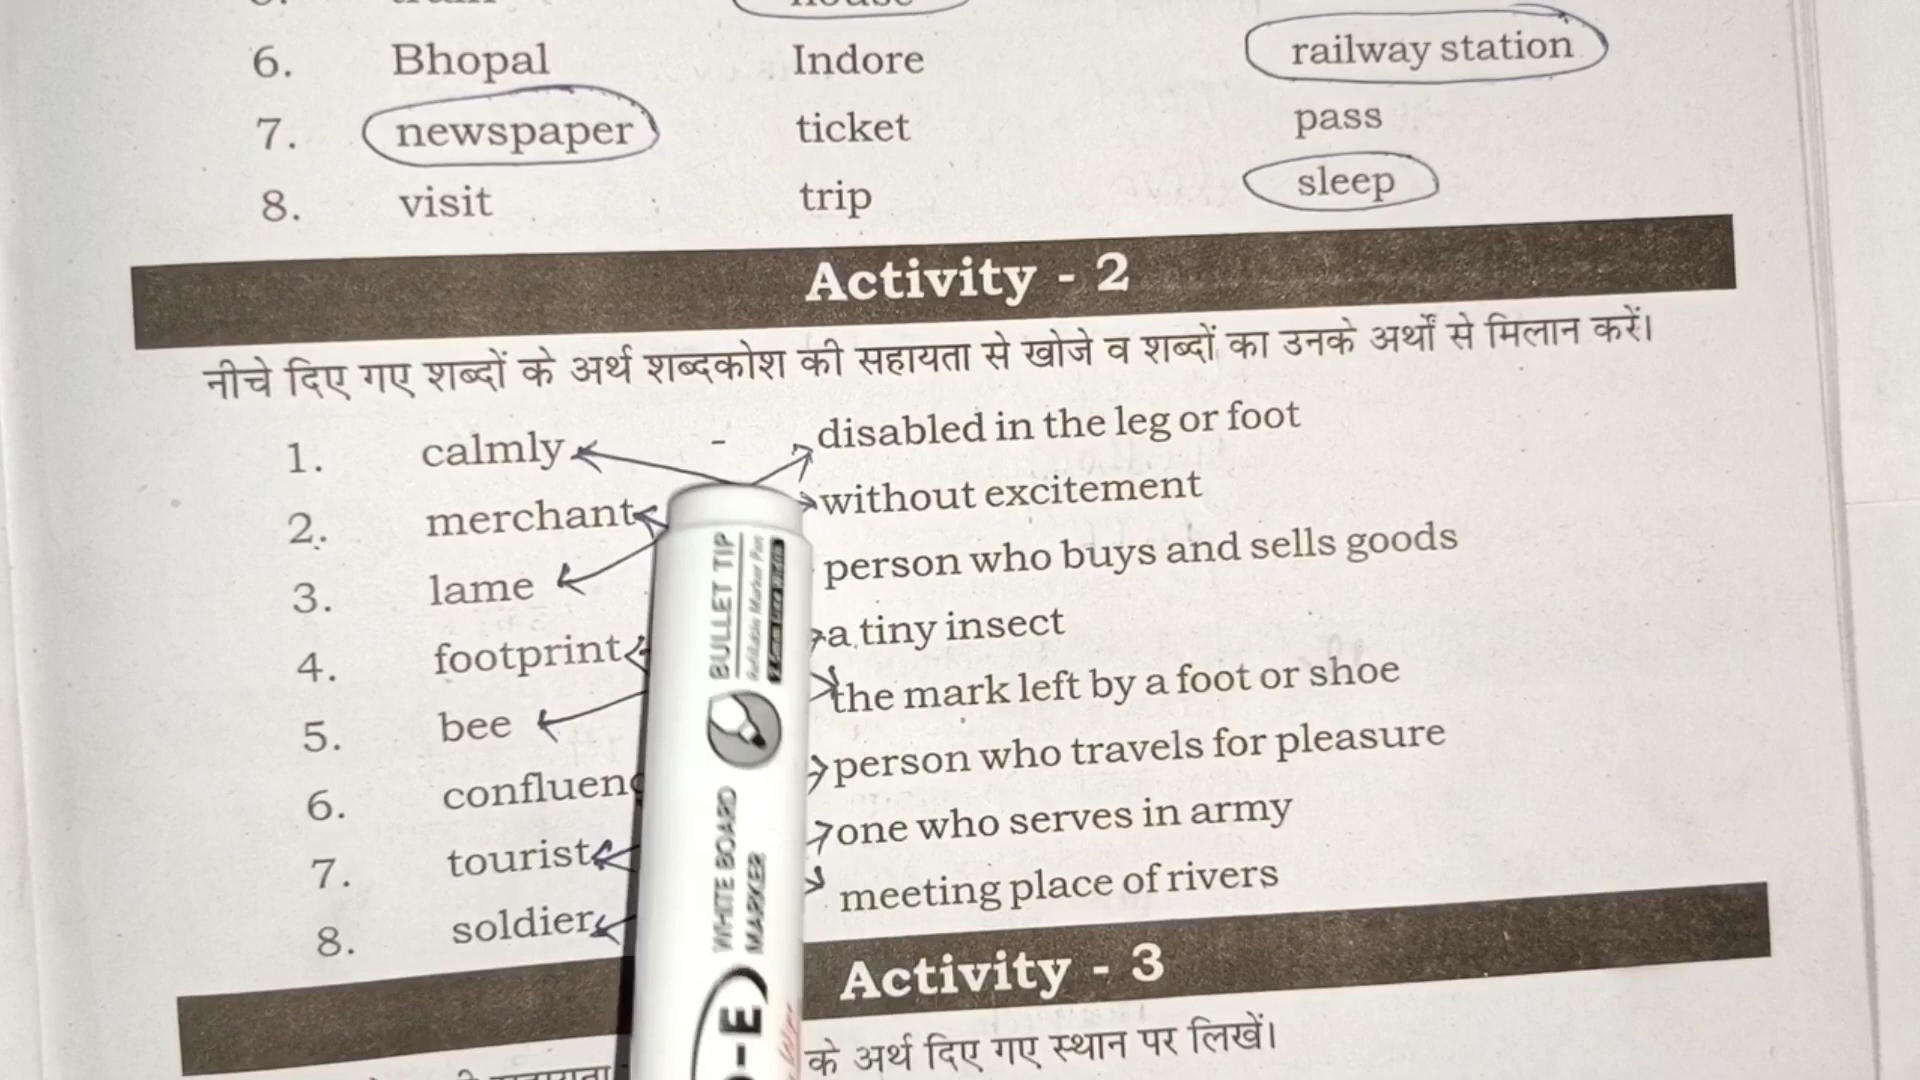 house
6. Bhopal Indore railway station
7. newspaper ticket pass
8. visit trip sleep
Activity - 2
नीचे दिए गए शब्दों के अर्थ शब्दकोश की सहायता से खोजे व शब्दों का उनके अर्थों से मिलान करें।
1. calmly - disabled in the leg or foot
2. merchant without excitement
3. lame person who buys and sells goods
4. footprint a tiny insect
5. bee the mark left by a foot or shoe
6. person who travels for pleasure
7. tourist one who serves in army
8. soldier meeting place of rivers
Activity - 3
के अर्थ दिए गए स्थान पर लिखें।
BULLET TIP
Refillable Marker Pen
WHITE BOARD
MARKER